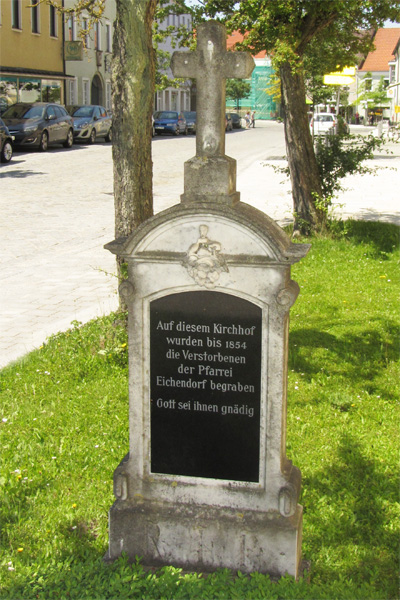 Auf diesem Kirchhof
wurden bis 1854
die Verstorbenen
der Pfarrei
Eichendorf begraben
Gott sei ihnen gnädig